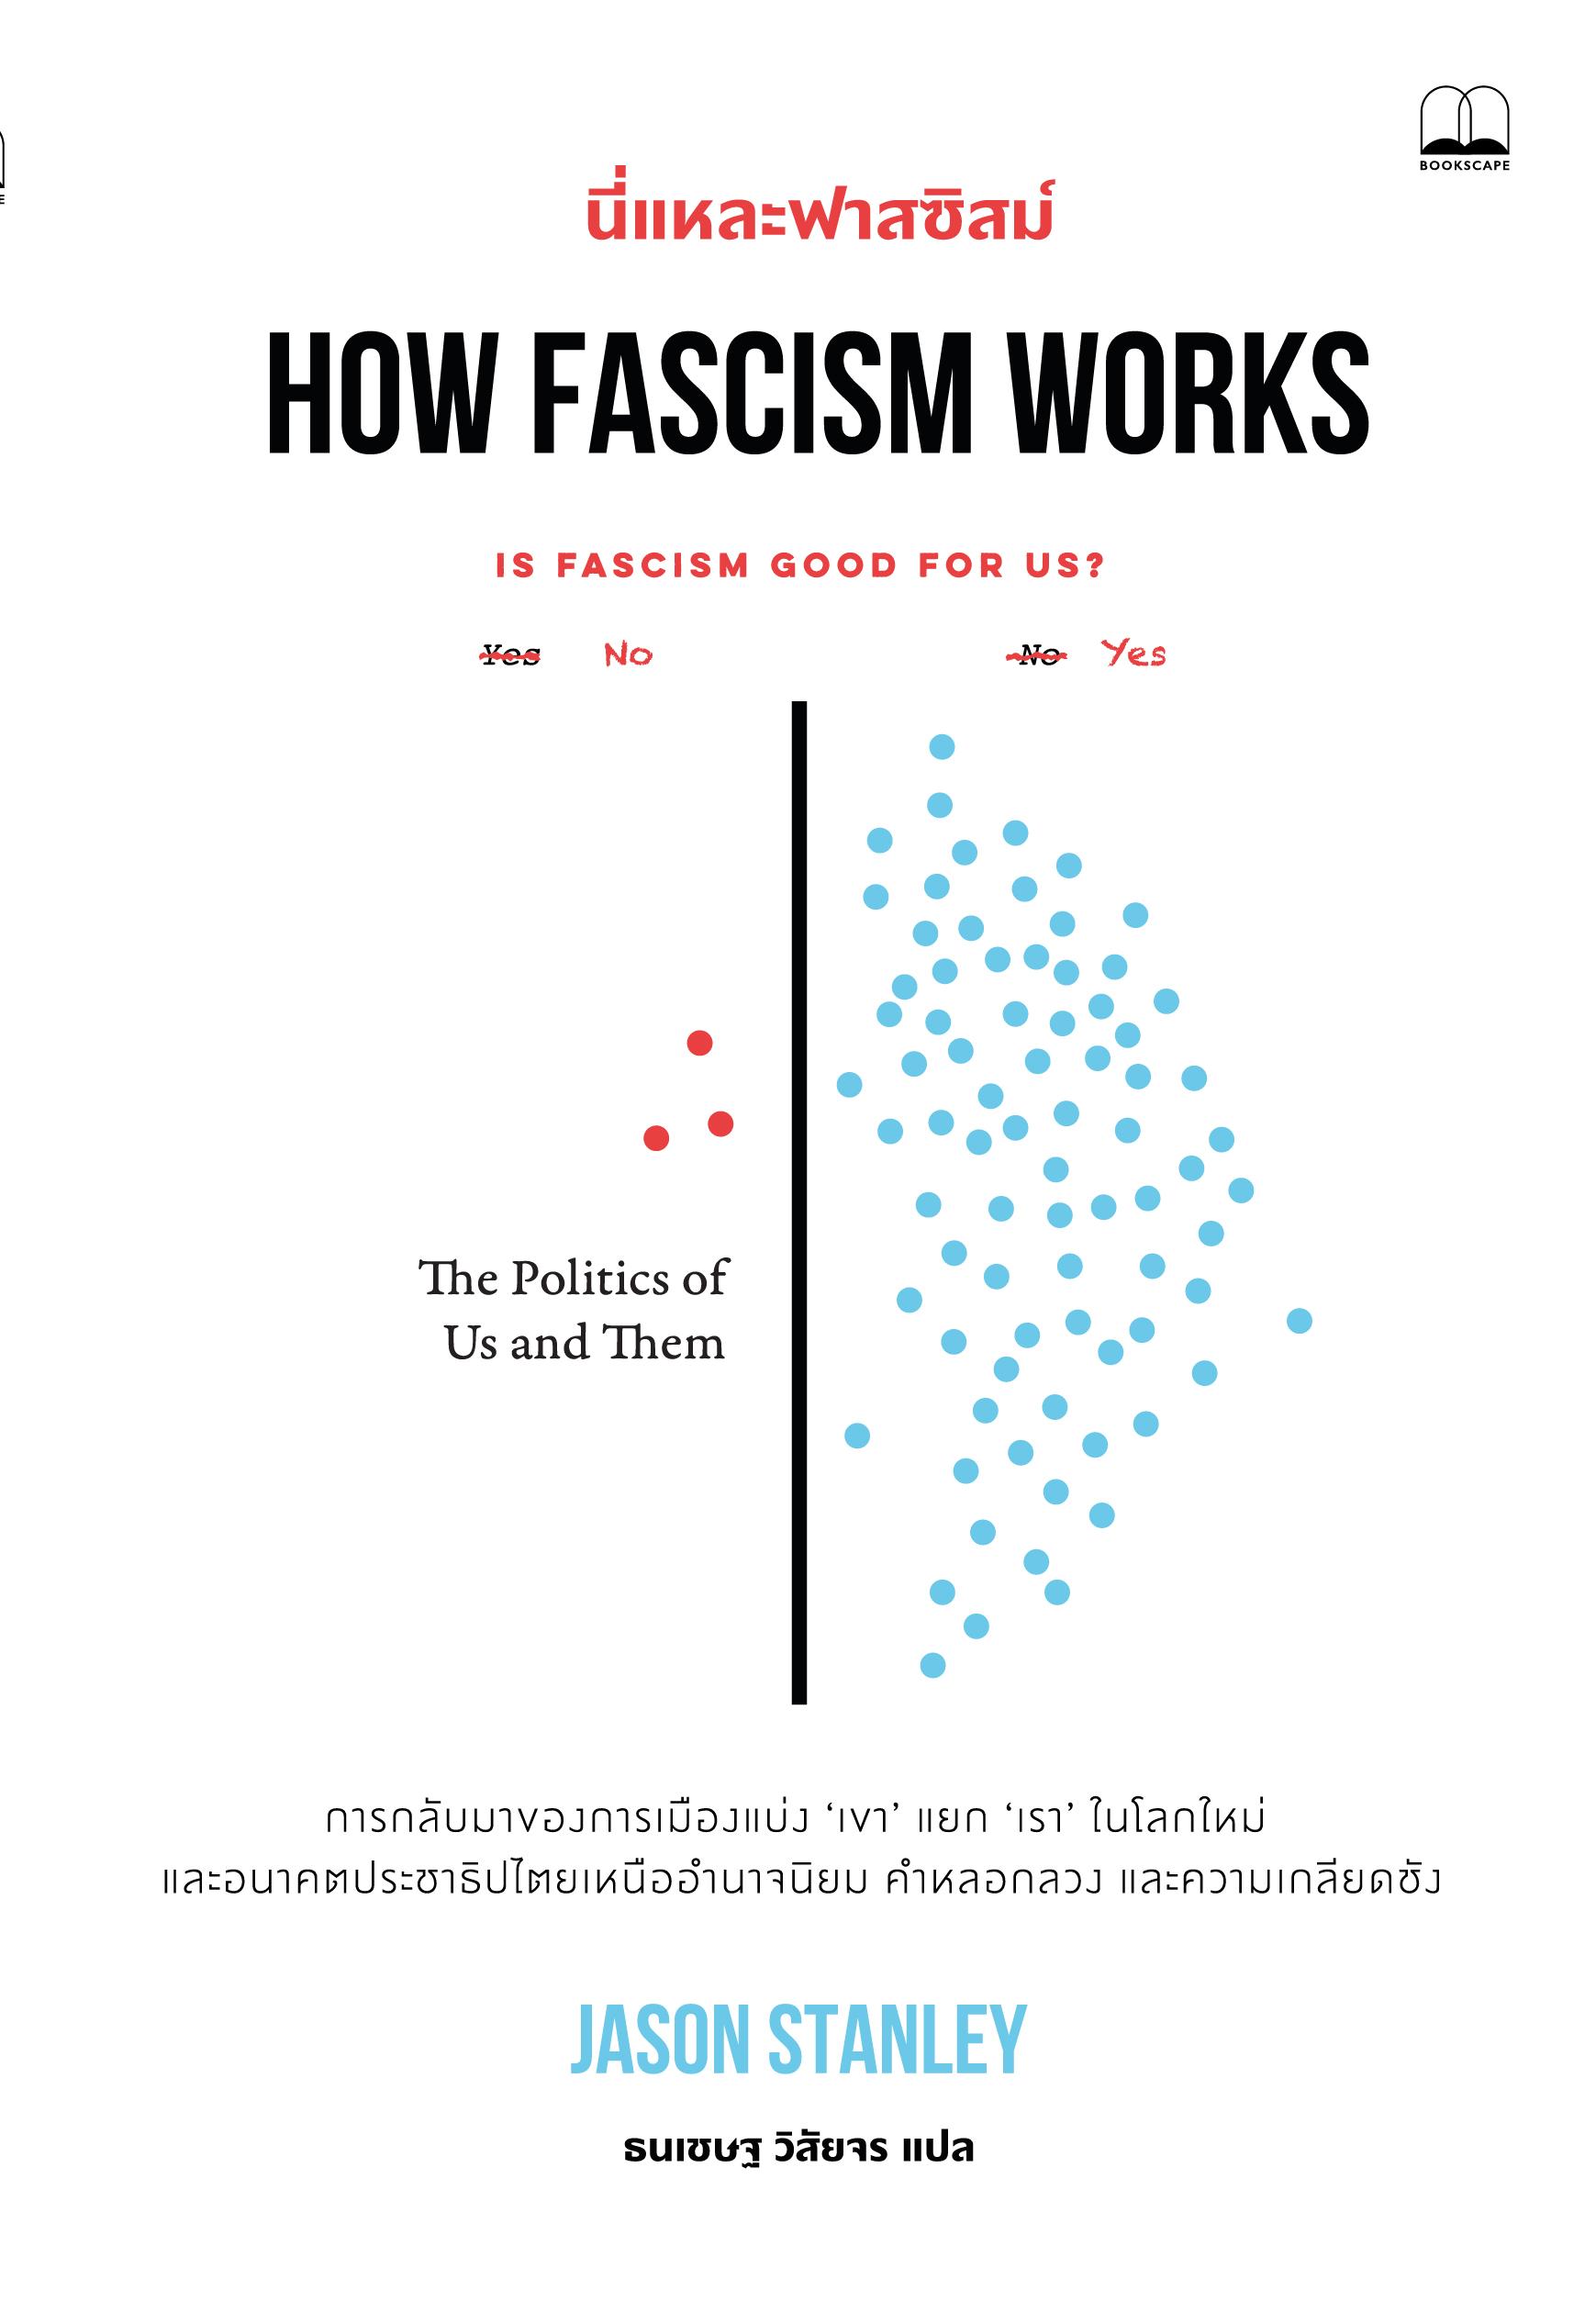 BOOKSCAPE
นี่แหละฟาสซิสม์
HOW FASCISM WORKS
IS FASCISM GOOD FOR US?
Yes No No Yes
The Politics of
Us and Them
การกลับมาของการเมืองแบ่ง ‘เขา’ แยก ‘เรา’ ในโลกใหม่
และอนาคตประชาธิปไตยเหนืออำนาจนิยม คำหลอกลวง และความเกลียดชัง
JASON STANLEY
ธนเชษฐ วิสัยจร แปล